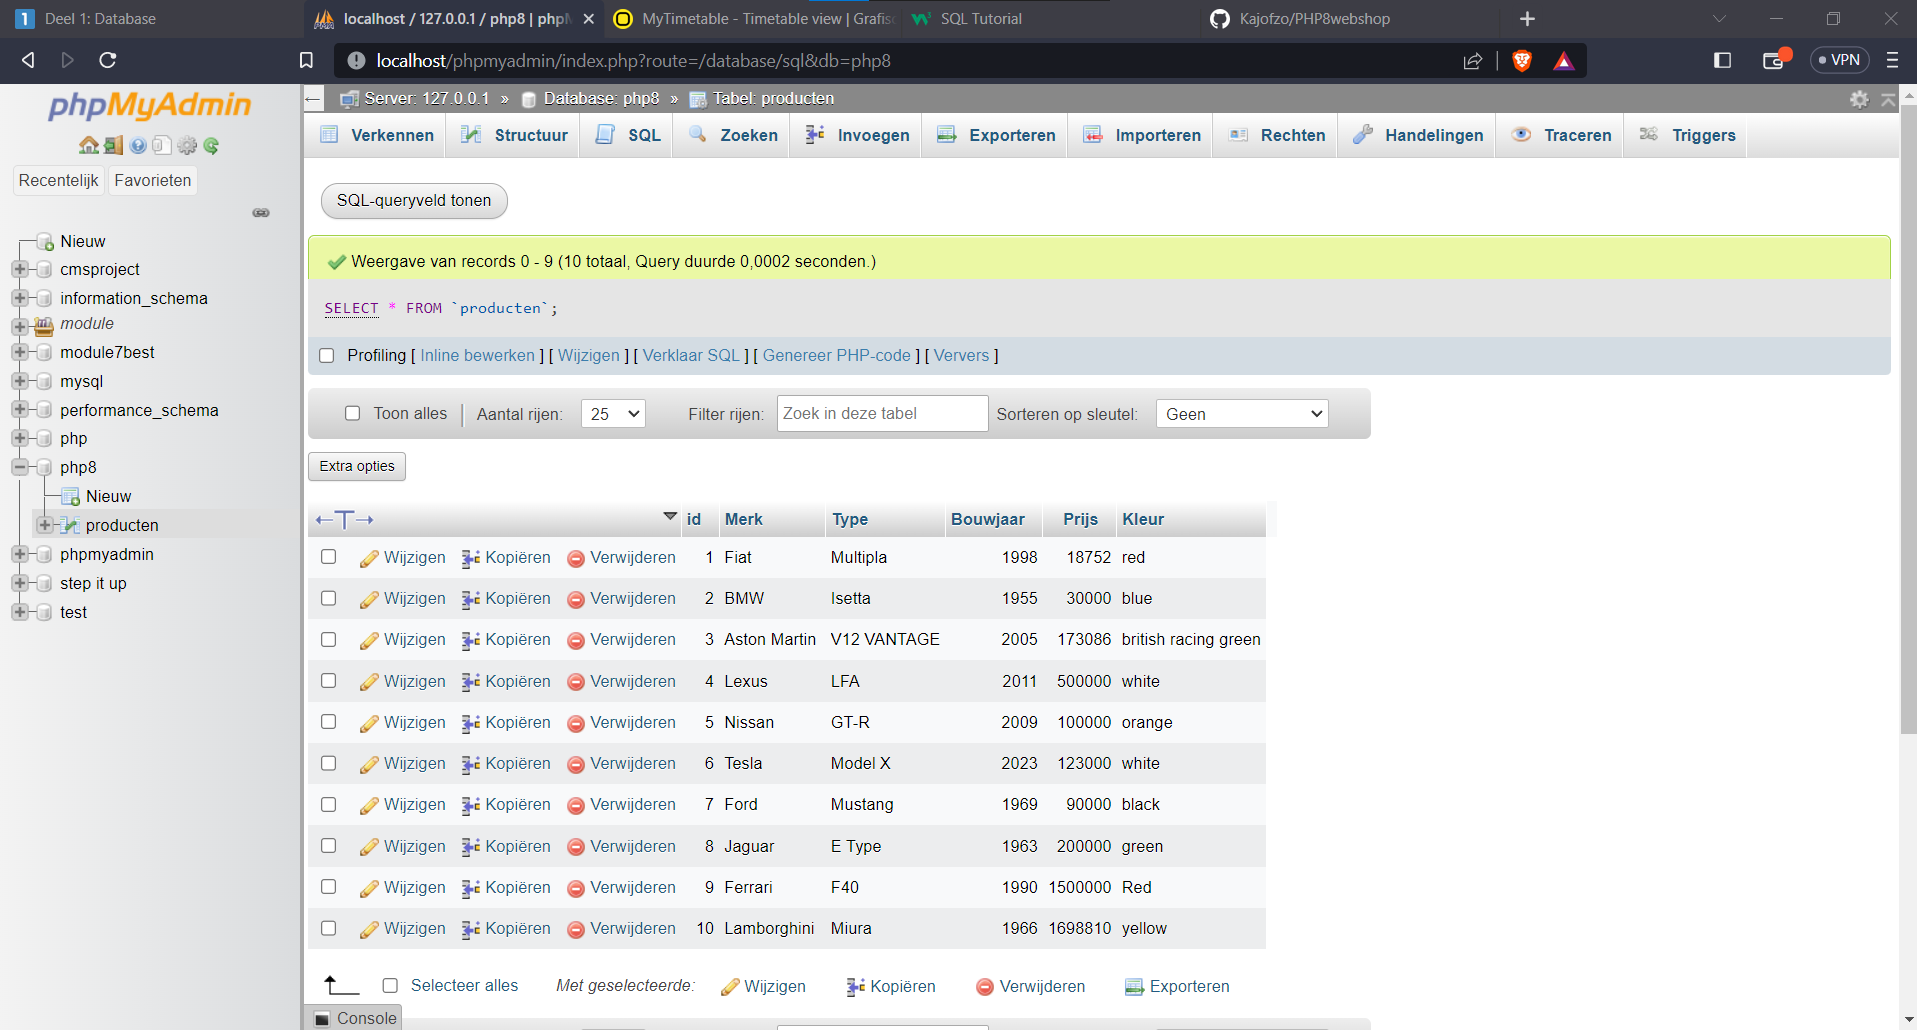 Deel 1: Database
localhost / 127.0.0.1 / php8 | phpM
MyTimetable - Timetable view | Grafisc
SQL Tutorial
Kajofzo/PHP8webshop
localhost/phpmyadmin/index.php?route=/database/sql&db=php8
VPN
phpMyAdmin
Recentelijk
Favorieten
Nieuw
cmsproject
information_schema
module
module7best
mysql
performance_schema
php
php8
Nieuw
producten
phpmyadmin
step it up
test
Server: 127.0.0.1 » Database: php8 » Tabel: producten
Verkennen Structuur SQL Zoeken Invoegen Exporteren Importeren Rechten Handelingen Traceren Triggers
SQL-queryveld tonen
Weergave van records 0 - 9 (10 totaal, Query duurde 0,0002 seconden.)
SELECT * FROM `producten`;
Profiling [ Inline bewerken ] [ Wijzigen ] [ Verklaar SQL ] [ Genereer PHP-code ] [ Ververs ]
Toon alles Aantal rijen: 25 Filter rijen: Zoek in deze tabel Sorteren op sleutel: Geen
Extra opties
id Merk Type Bouwjaar Prijs Kleur
Wijzigen Kopiëren Verwijderen 1 Fiat Multipla 1998 18752 red
Wijzigen Kopiëren Verwijderen 2 BMW Isetta 1955 30000 blue
Wijzigen Kopiëren Verwijderen 3 Aston Martin V12 VANTAGE 2005 173086 british racing green
Wijzigen Kopiëren Verwijderen 4 Lexus LFA 2011 500000 white
Wijzigen Kopiëren Verwijderen 5 Nissan GT-R 2009 100000 orange
Wijzigen Kopiëren Verwijderen 6 Tesla Model X 2023 123000 white
Wijzigen Kopiëren Verwijderen 7 Ford Mustang 1969 90000 black
Wijzigen Kopiëren Verwijderen 8 Jaguar E Type 1963 200000 green
Wijzigen Kopiëren Verwijderen 9 Ferrari F40 1990 1500000 Red
Wijzigen Kopiëren Verwijderen 10 Lamborghini Miura 1966 1698810 yellow
Selecteer alles Met geselecteerde: Wijzigen Kopiëren Verwijderen Exporteren
Console